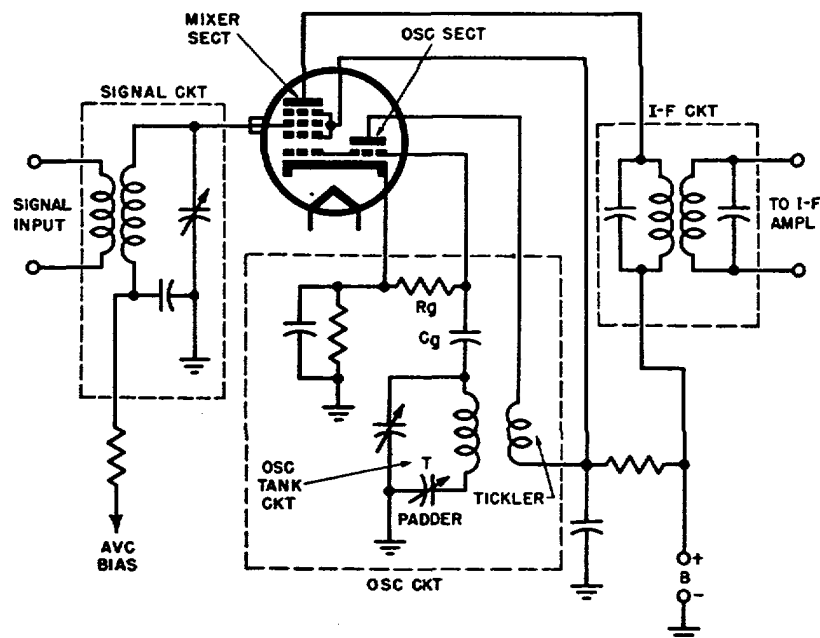 MIXER
SECT
OSC SECT
SIGNAL CKT
I-F CKT
SIGNAL
INPUT
TO I-F
AMPL
Rg
Cg
OSC
TANK
CKT
T
PADDER
TICKLER
AVC
BIAS
OSC CKT
+
B
-